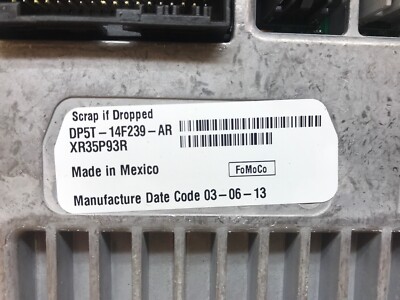 Scrap if Dropped
DP5T-14F239-AR
XR35P93R
Made in Mexico
FoMoCo
Manufacture Date Code 03-06-13